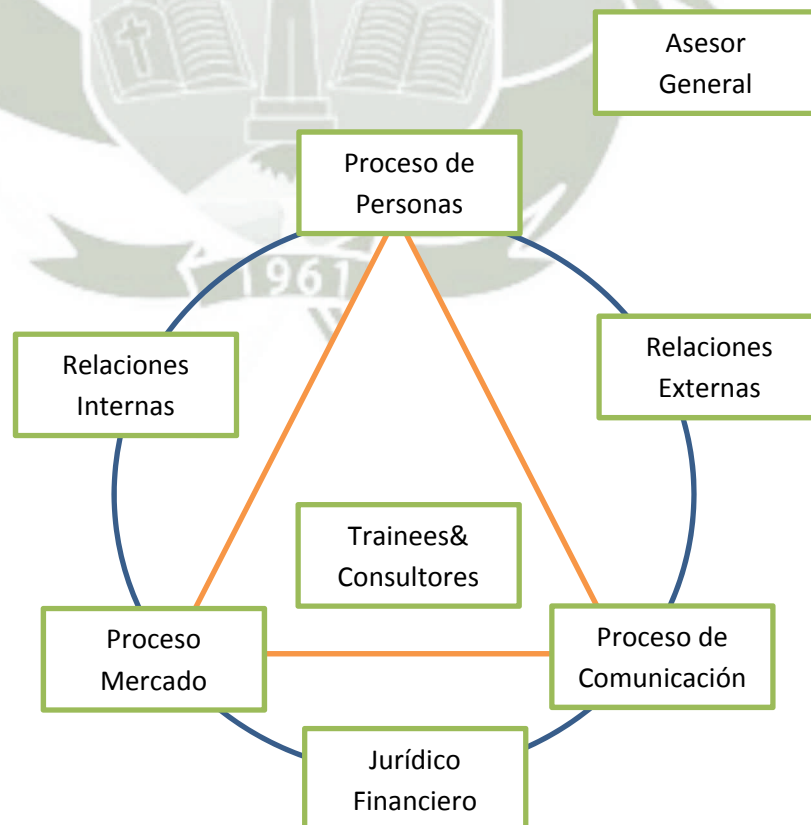 Asesor
General
Proceso de
Personas
1961
Relaciones
Internas
Relaciones
Externas
Trainees&
Consultores
Proceso
Mercado
Proceso de
Comunicación
Jurídico
Financiero